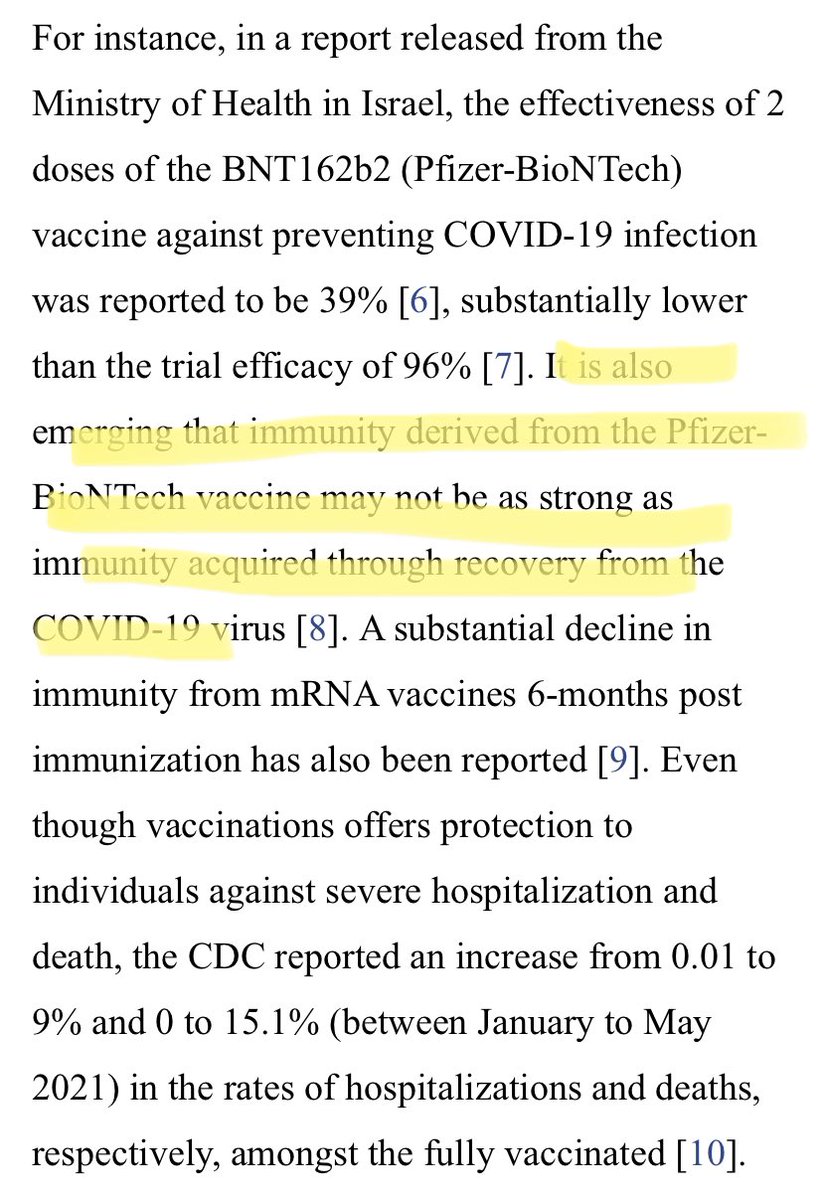 For instance, in a report released from the
Ministry of Health in Israel, the effectiveness of 2
doses of the BNT162b2 (Pfizer-BioNTech)
vaccine against preventing COVID-19 infection
was reported to be 39% [6], substantially lower
than the trial efficacy of 96% [7]. It is also
emerging that immunity derived from the Pfizer-
BioNTech vaccine may not be as strong as
immunity acquired through recovery from the
COVID-19 virus [8]. A substantial decline in
immunity from mRNA vaccines 6-months post
immunization has also been reported [9]. Even
though vaccinations offers protection to
individuals against severe hospitalization and
death, the CDC reported an increase from 0.01 to
9% and 0 to 15.1% (between January to May
2021) in the rates of hospitalizations and deaths,
respectively, amongst the fully vaccinated [10].